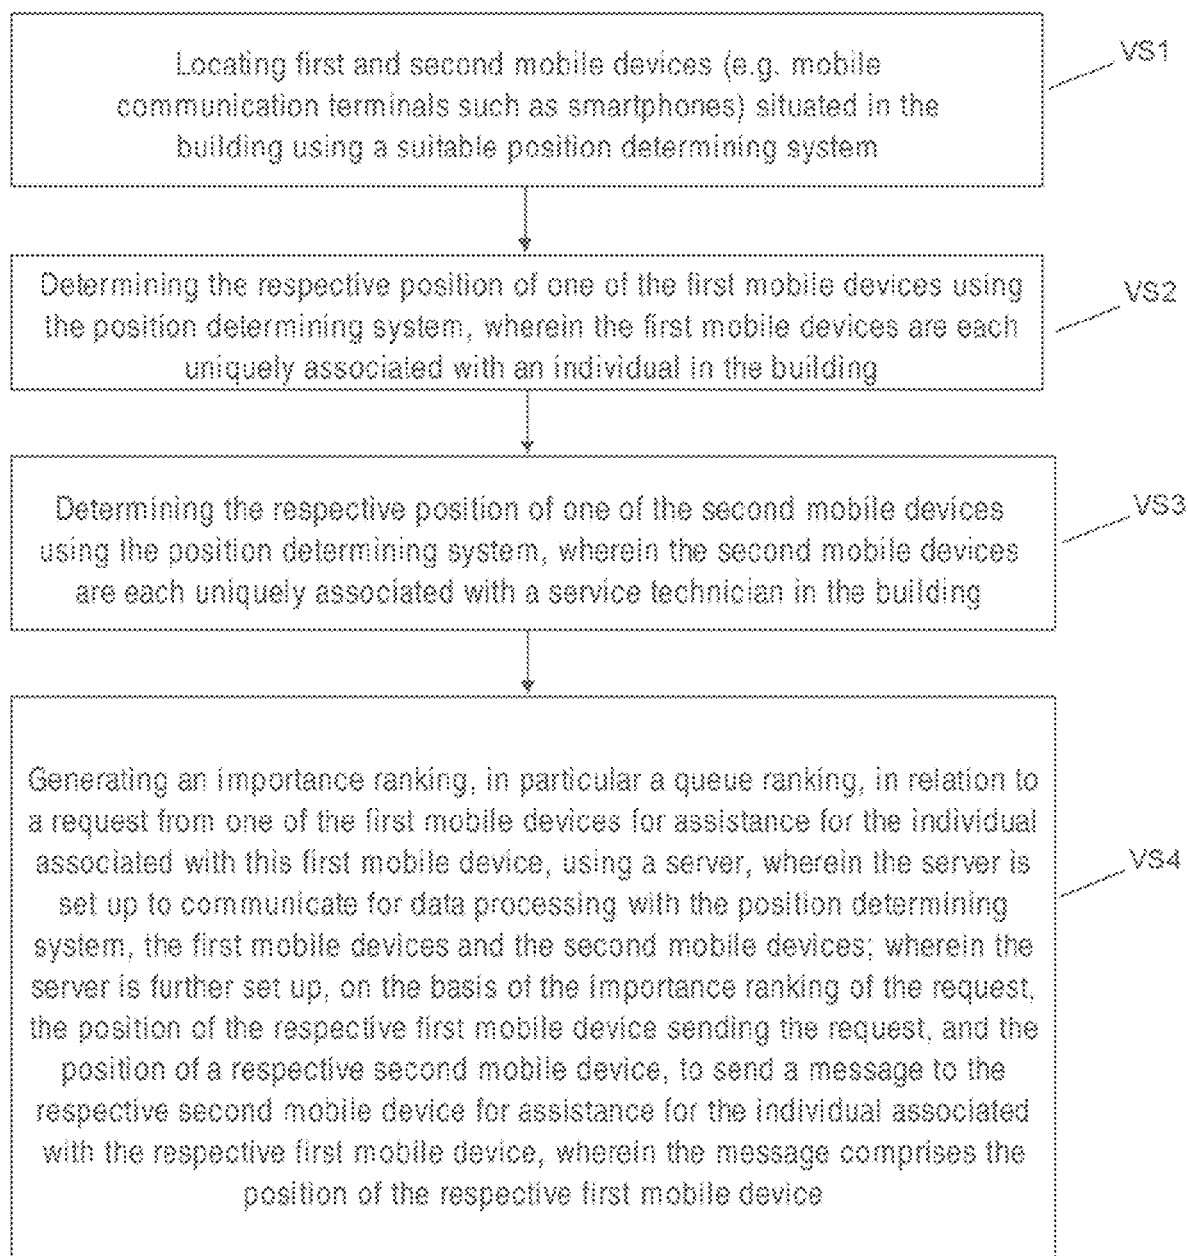 Locating first and second mobile devices (e.g. mobile
communication terminals such as smartphones) situated in the
building using a suitable position determining system
VS1
Determining the respective position of one of the first mobile devices using
the position determining system, wherein the first mobile devices are each
uniquely associated with an individual in the building
VS2
Determining the respective position of one of the second mobile devices
using the position determining system, wherein the second mobile devices
are each uniquely associated with a service technician in the building
VS3
Generating an importance ranking, in particular a queue ranking, in relation to
a request from one of the first mobile devices for assistance for the individual
associated with this first mobile device, using a server, wherein the server is
set up to communicate for data processing with the position determining
system, the first mobile devices and the second mobile devices; wherein the
server is further set up, on the basis of the importance ranking of the request,
the position of the respective first mobile device sending the request, and the
position of a respective second mobile device, to send a message to the
respective second mobile device for assistance for the individual associated
with the respective first mobile device, wherein the message comprises the
position of the respective first mobile device
VS4